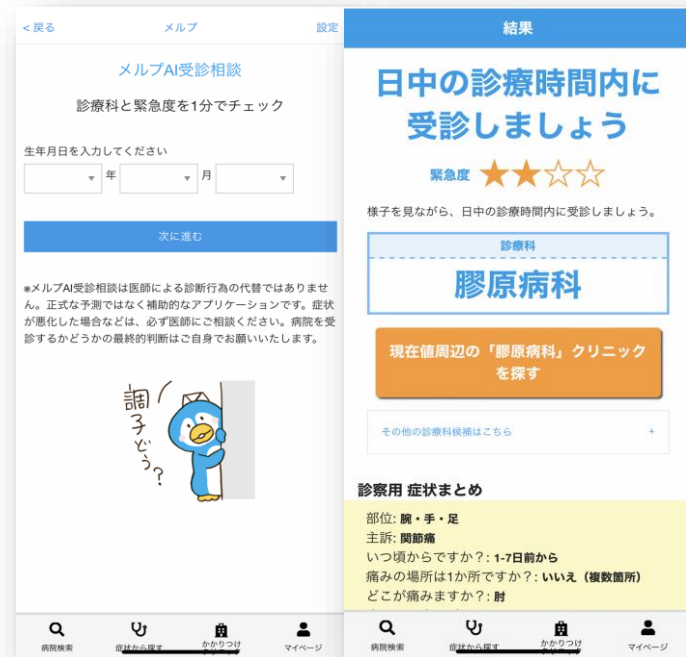 < 戻る メルプ 設定
メルプAI受診相談
診療科と緊急度を1分でチェック
生年月日を入力してください
年 月
次に進む
※メルプAI受診相談は医師による診断行為の代替ではありませ
ん。正式な予測ではなく補助的なアプリケーションです。症状
が悪化した場合などは、必ず医師にご相談ください。病院を受
診するかどうかの最終的判断はご自身でお願いいたします。
調子どう?
病院検索 症状から探す かかりつけ マイページ
結果
日中の診療時間内に
受診しましょう
緊急度 ★★☆☆
様子を見ながら、日中の診療時間内に受診しましょう。
診療科
膠原病科
現在値周辺の「膠原病科」クリニック
を探す
その他の診療科候補はこちら +
診察用 症状まとめ
部位: 腕・手・足
主訴: 関節痛
いつ頃からですか?: 1-7日前から
痛みの場所は1か所ですか?: いいえ(複数箇所)
どこが痛みますか?: 肘
病院検索 症状から探す かかりつけ マイページ